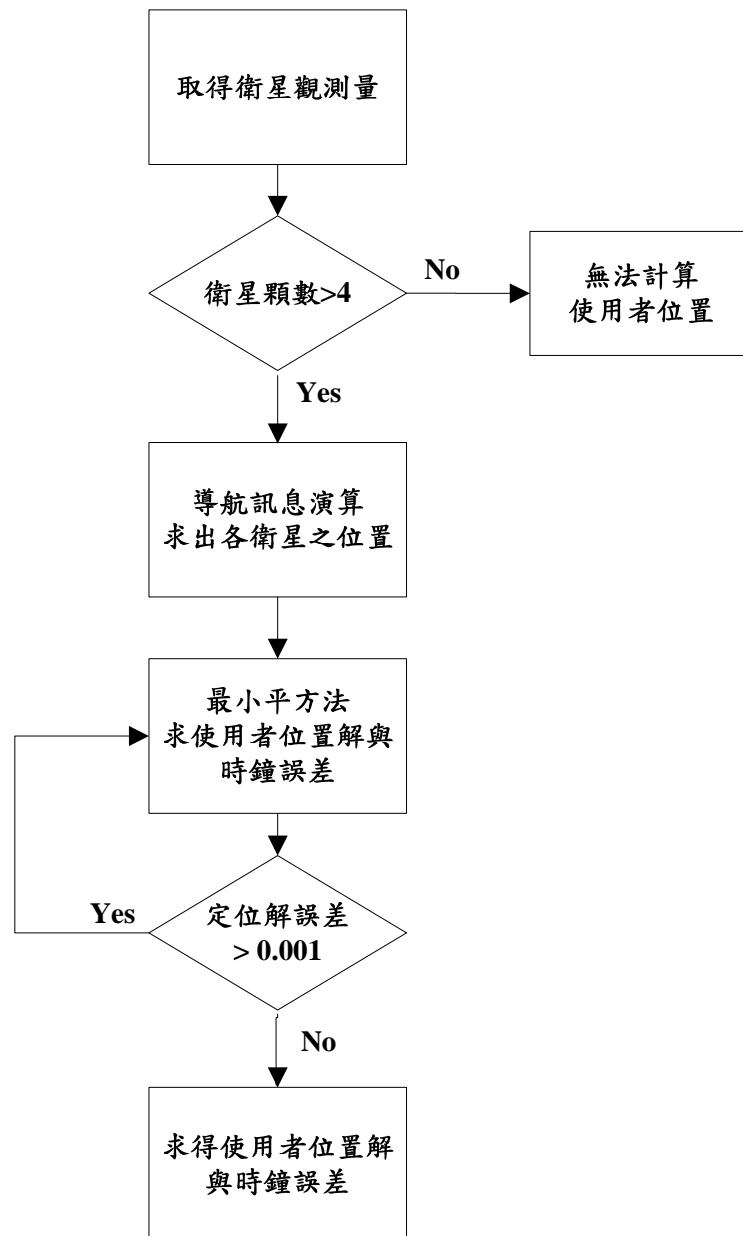 取得衛星觀測量
衛星顆數>4
No
無法計算
使用者位置
Yes
導航訊息演算
求出各衛星之位置
最小平方法
求使用者位置解與
時鐘誤差
Yes
定位解誤差
> 0.001
No
求得使用者位置解
與時鐘誤差